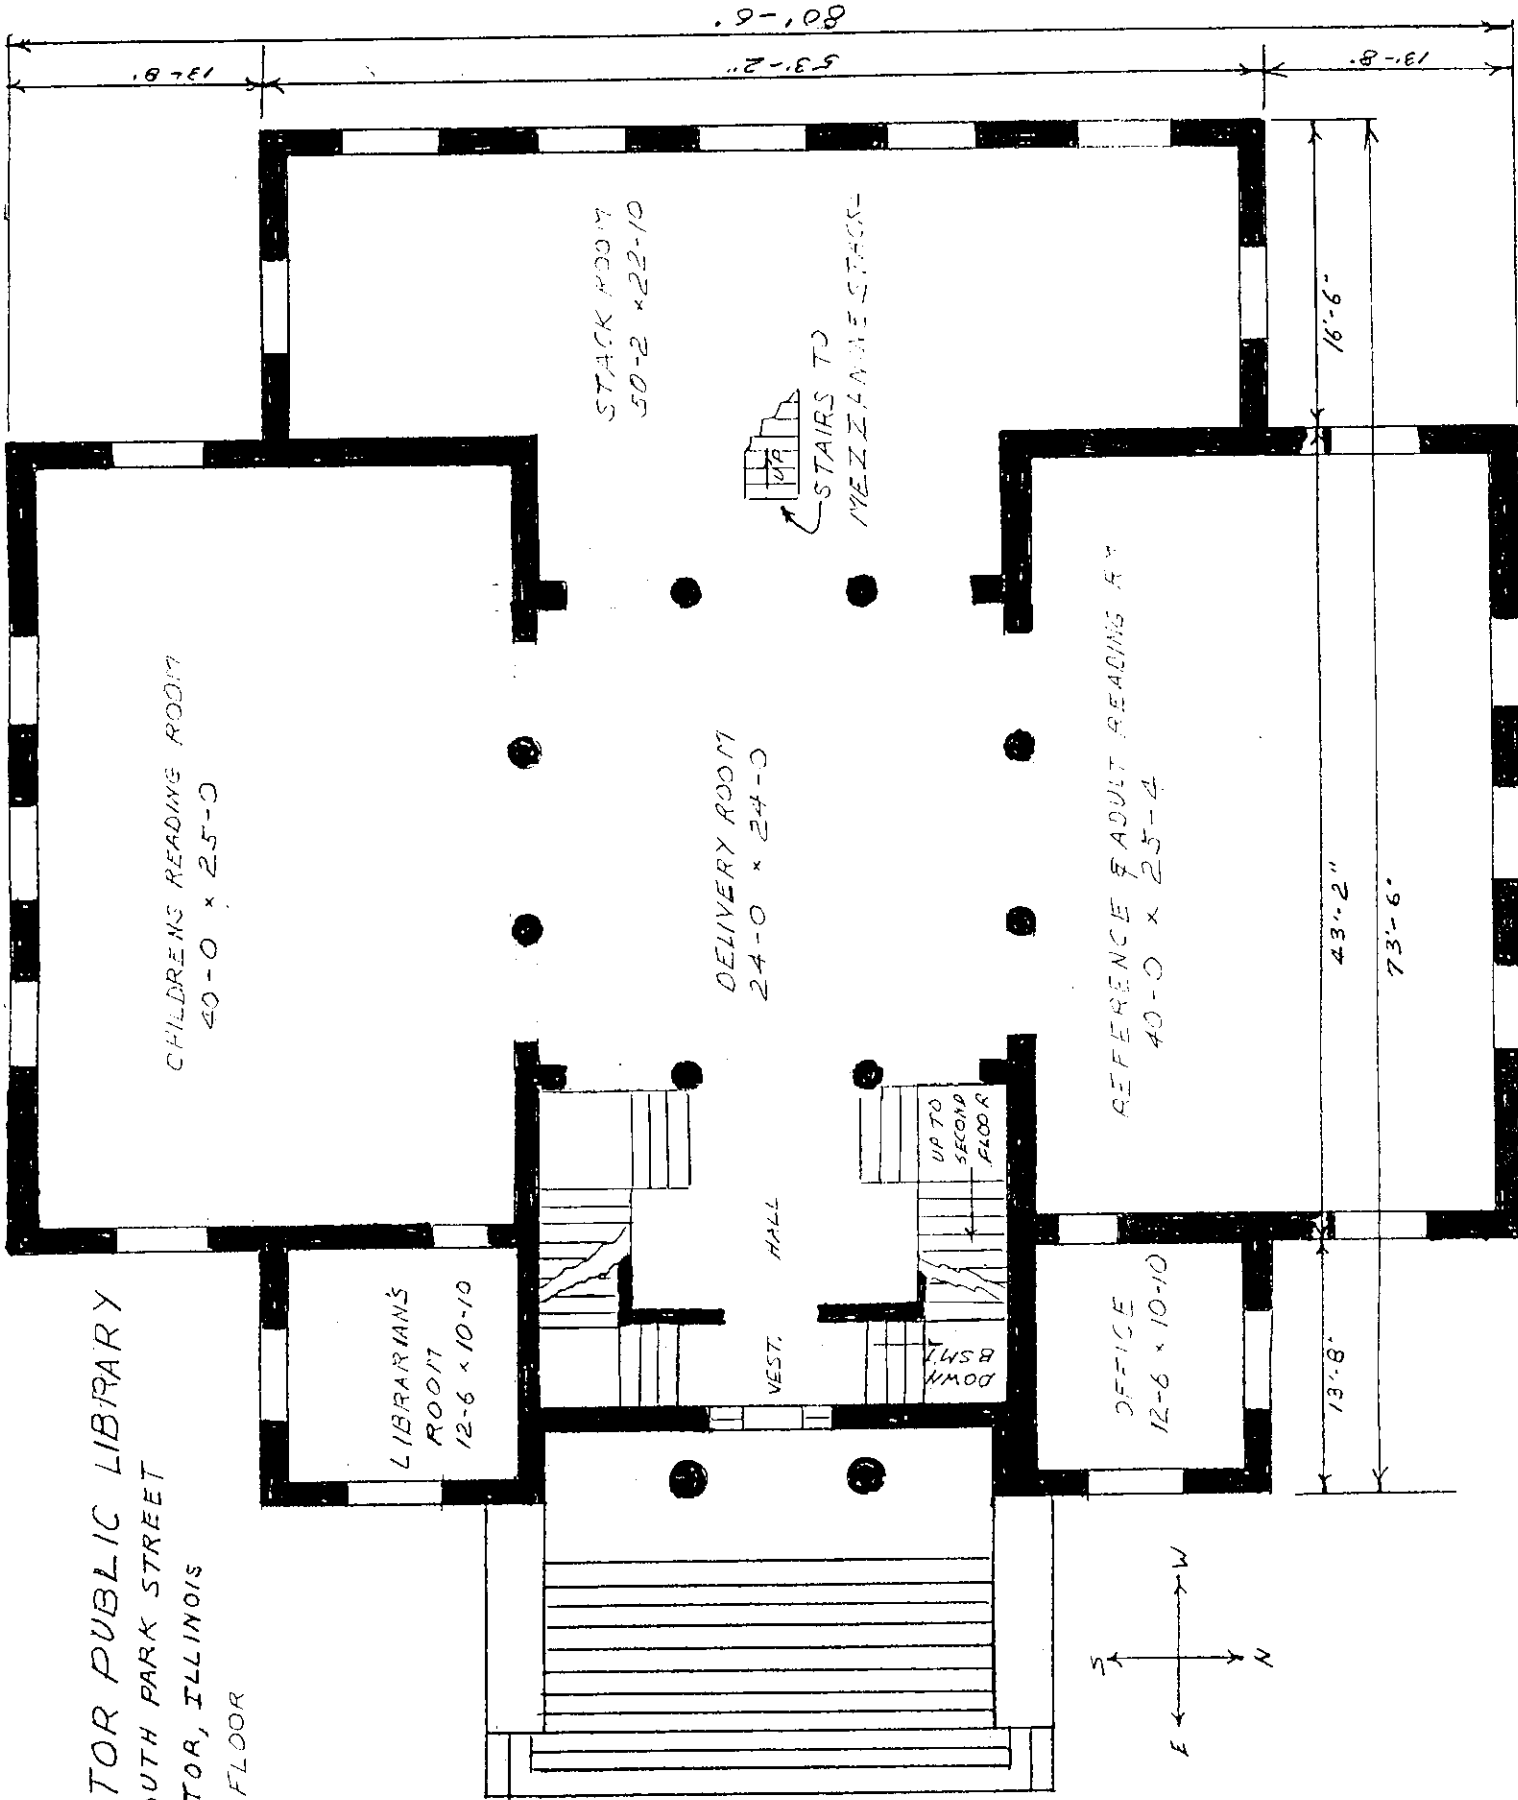 TOR PUBLIC LIBRARY
UTH PARK STREET
TOR, ILLINOIS
FLOOR
80'-6"
13'-8"
53'-2"
13'-8"
STACK ROOM
50-2 x 22-10
UP
STAIRS TO
MEZZANINE STACK-
CHILDRENS READING ROOM
40-0 x 25-0
DELIVERY ROOM
24-0 x 24-0
REFERENCE & ADULT READING RM
40-0 x 25-4
UP TO
SECOND
FLOOR
HALL
VEST.
DOWN
BSMT
LIBRARIAN'S
ROOM
12-6 x 10-10
OFFICE
12-6 x 10-10
16'-6"
43'-2"
73'-6"
13'-8"
S
E
W
N